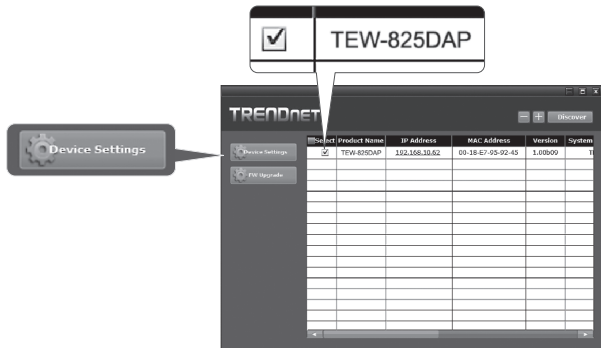 TEW-825DAP
TRENDNET
Discover
Device Settings
Device Settings
FW Upgrade
Select Product Name IP Address MAC Address Version System
TEW-825DAP 192.168.10.62 00-18-E7-95-92-45 1.00b09